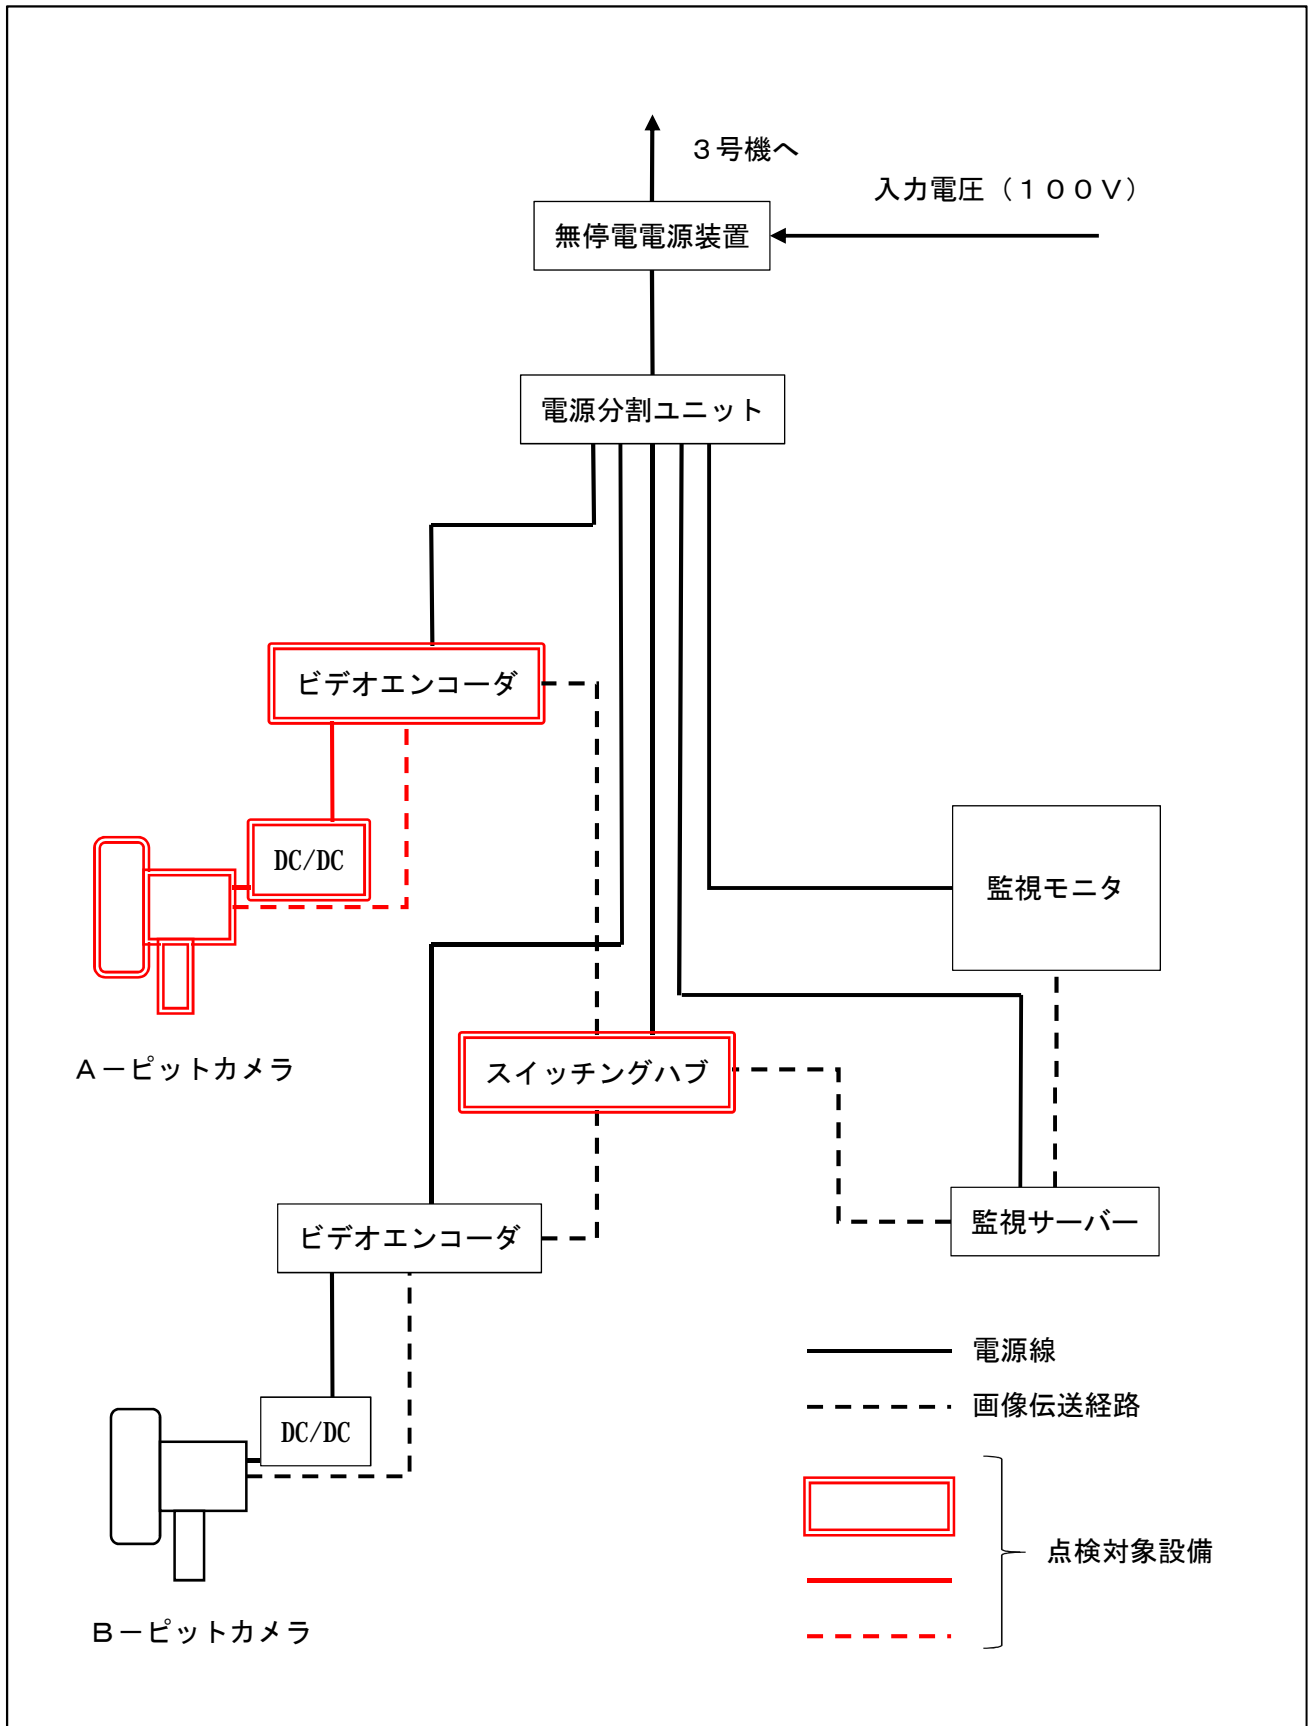 ３号機へ
入力電圧（１００Ｖ）
無停電電源装置
電源分割ユニット
ビデオエンコーダ
DC/DC
監視モニタ
Ａ－ピットカメラ
スイッチングハブ
ビデオエンコーダ
監視サーバー
電源線
画像伝送経路
DC/DC
点検対象設備
Ｂ－ピットカメラ